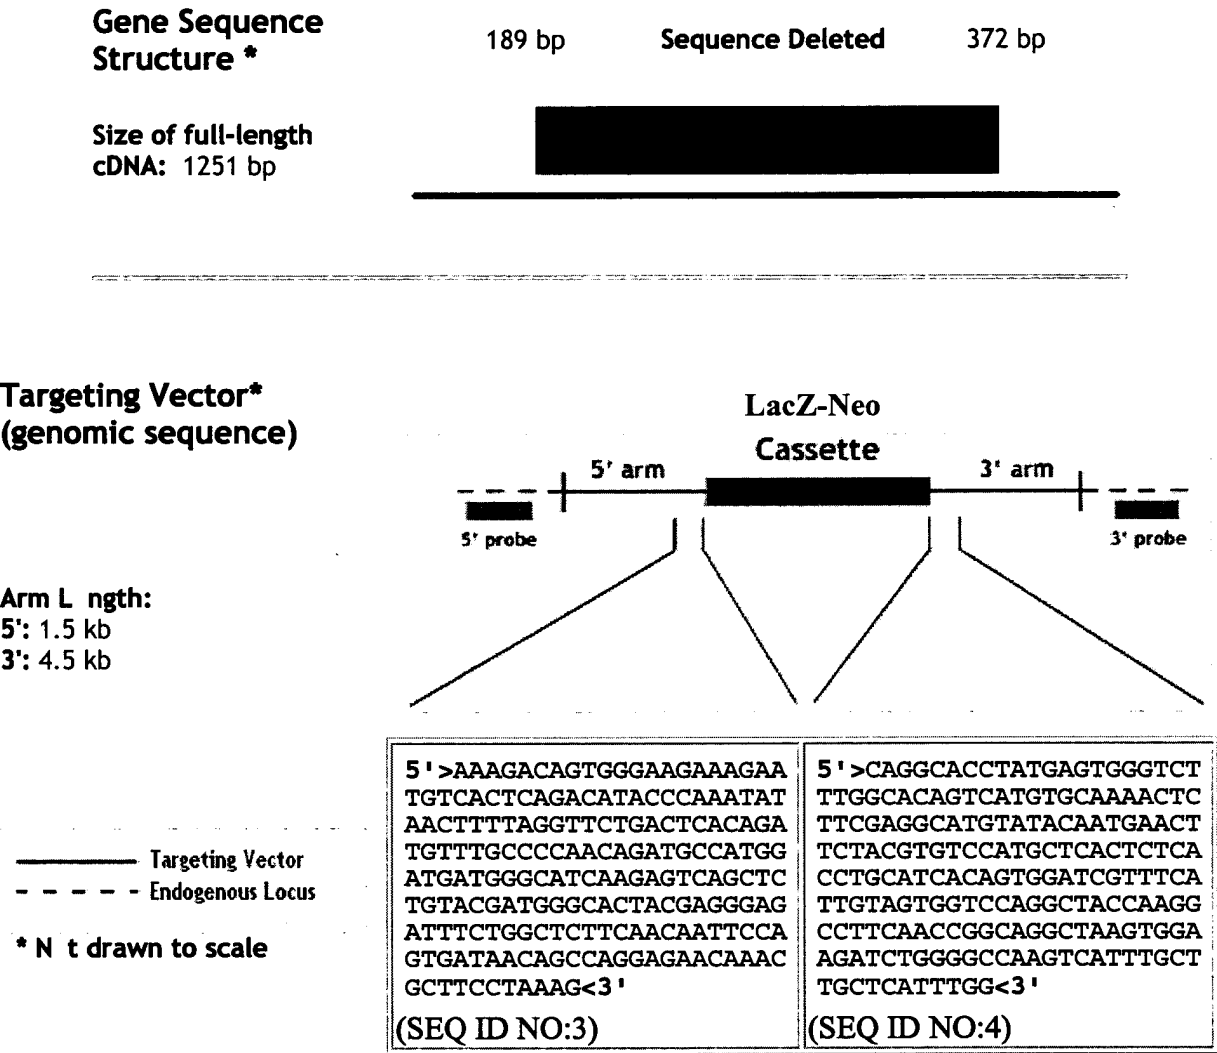 Gene Sequence
Structure *
189 bp
Sequence Deleted
372 bp
Size of full-length
cDNA: 1251 bp
Targeting Vector*
(genomic sequence)
LacZ-Neo
Cassette
5' arm
3' arm
5' probe
3' probe
Arm L ngth:
5': 1.5 kb
3': 4.5 kb
Targeting Vector
Endogenous Locus
* N t drawn to scale
5'>AAAGACAGTGGGAAGAAAGAA
TGTCACTCAGACATACCCAAATAT
AACTTTTAGGTTCTGACTCACAGA
TGTTTGCCCCAACAGATGCCATGG
ATGATGGGCATCAAGAGTCAGCTC
TGTACGATGGGCACTACGAGGGAG
ATTTCTGGCTCTTCAACAATTCCA
GTGATAACAGCCAGGAGAACAAAC
GCTTCCTAAAG<3'
(SEQ ID NO:3)
5'>CAGGCACCTATGAGTGGGTCT
TTGGCACAGTCATGTGCAAAACTC
TTCGAGGCATGTATACAATGAACT
TCTACGTGTCCATGCTCACTCTCA
CCTGCATCACAGTGGATCGTTTCA
TTGTAGTGGTCCAGGCTACCAAGG
CCTTCAACCGGCAGGCTAAGTGGA
AGATCTGGGGCCAAGTCATTTGCT
TGCTCATTTGG<3'
(SEQ ID NO:4)